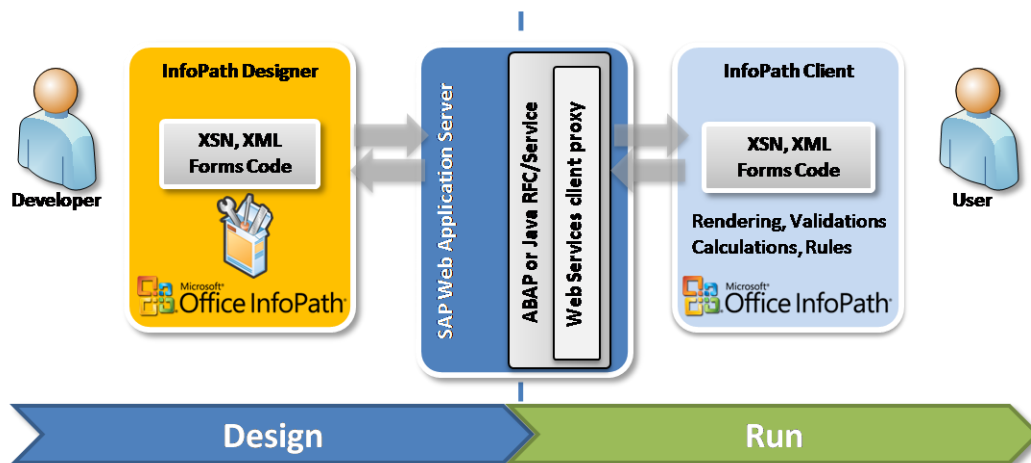 InfoPath Designer
XSN, XML
Forms Code
Developer
Microsoft®
Office InfoPath®
SAP Web Application Server
ABAP or Java RFC/Service
Web Services client proxy
InfoPath Client
XSN, XML
Forms Code
User
Rendering, Validations
Calculations, Rules
Microsoft®
Office InfoPath®
Design
Run